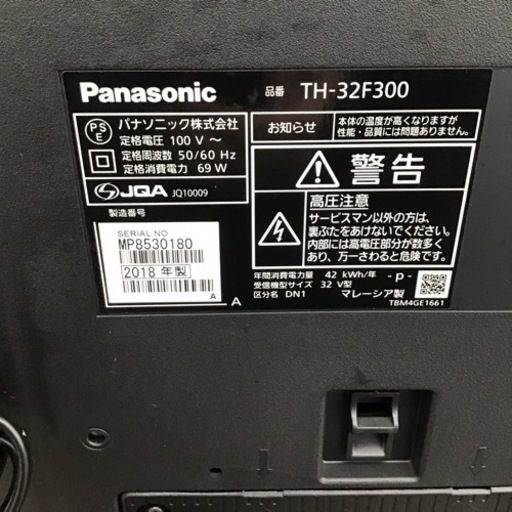 Panasonic
品番 TH-32F300
PS
E
パナソニック株式会社
定格電圧 100 V ～
定格周波数 50/60 Hz
定格消費電力 69 W
JQA JQ10009
製造番号
SERIAL NO
MP8530180
2018 年製
A
A
お知らせ
本体の温度が高くなりますが
性能・品質には問題ありません。
警告
高圧注意
サービスマン以外の方は、
裏ぶたをあけないでください。
内部には高電圧部分が数多く
あり、万一さわると危険です。
年間消費電力量 42 kWh/年 -p-
受信機型サイズ 32 V型
区分名 DN1 マレーシア製
TBM4GE1661